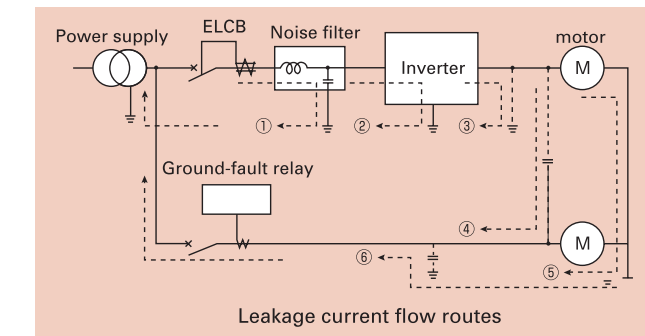 ELCB
Power supply
Noise filter
motor
Inverter
M
①
②
③
Ground-fault relay
④
M
⑥
⑤
Leakage current flow routes